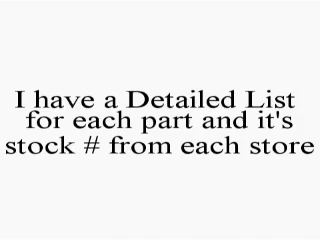 I have a Detailed List
for each part and it's
stock # from each store